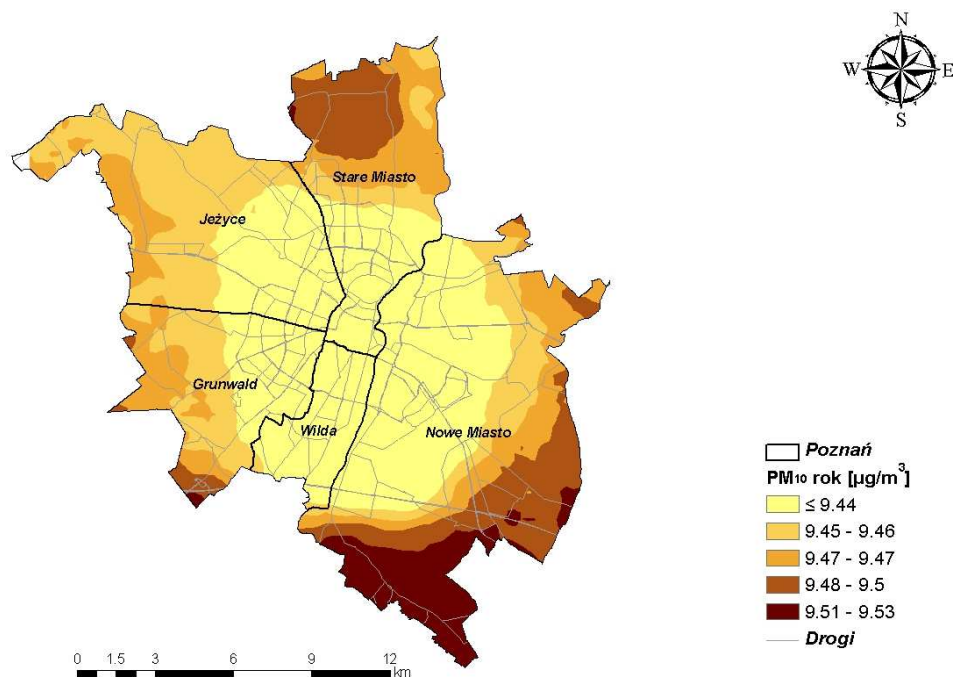 N
W E
S
Stare Miasto
Jeżyce
Grunwald
Wilda
Nowe Miasto
Poznań
PM₁₀ rok [µg/m³]
≤ 9.44
9.45 - 9.46
9.47 - 9.47
9.48 - 9.5
9.51 - 9.53
Drogi
0 1.5 3 6 9 12
km